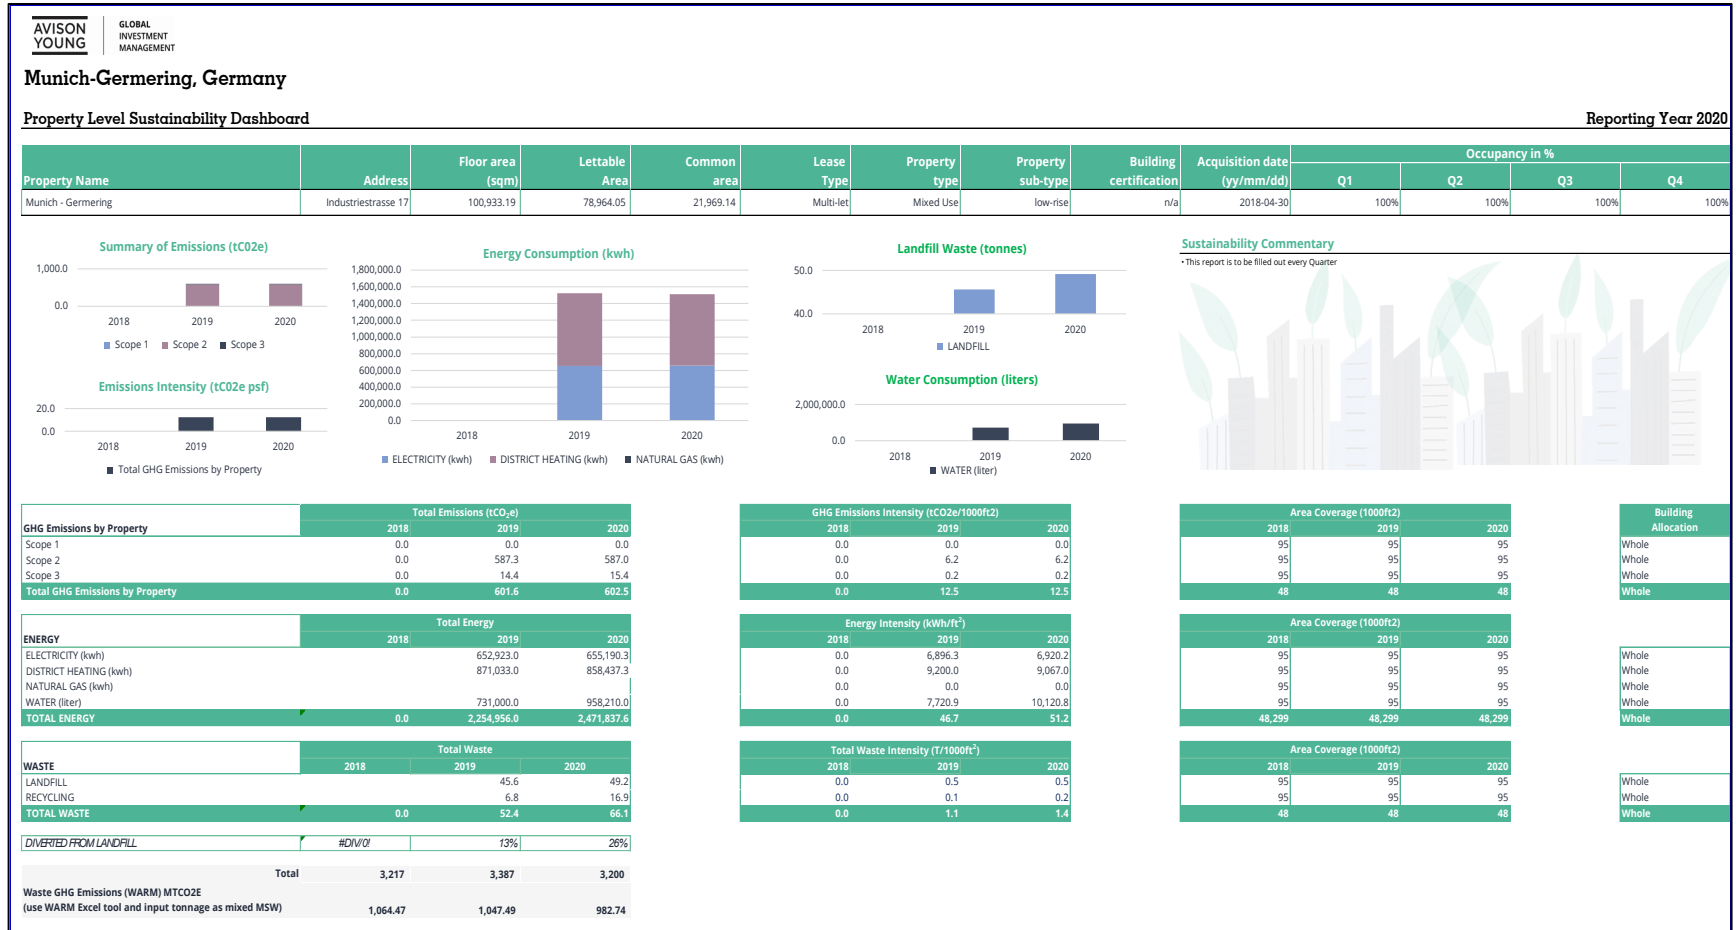 AVISON
YOUNG
GLOBAL
INVESTMENT
MANAGEMENT
Munich-Germering, Germany
Property Level Sustainability Dashboard Reporting Year 2020
Property Name Address Floor area (sqm) Lettable Area Common area Lease Type Property type Property sub-type Building certification Acquisition date (yy/mm/dd) Occupancy in % Q1 Q2 Q3 Q4
Munich - Germering Industriestrasse 17 100,933.19 78,964.05 21,969.14 Multi-let Mixed Use low-rise n/a 2018-04-30 100% 100% 100% 100%
Summary of Emissions (tC02e)
1,000.0
0.0
2018 2019 2020
Scope 1 Scope 2 Scope 3
Emissions Intensity (tC02e psf)
20.0
0.0
2018 2019 2020
Total GHG Emissions by Property
Energy Consumption (kwh)
1,800,000.0
1,600,000.0
1,400,000.0
1,200,000.0
1,000,000.0
800,000.0
600,000.0
400,000.0
200,000.0
0.0
2018 2019 2020
ELECTRICITY (kwh) DISTRICT HEATING (kwh) NATURAL GAS (kwh)
Landfill Waste (tonnes)
50.0
40.0
2018 2019 2020
LANDFILL
Water Consumption (liters)
2,000,000.0
0.0
2018 2019 2020
WATER (liter)
Sustainability Commentary
• This report is to be filled out every Quarter
Total Emissions (tCO₂e) GHG Emissions Intensity (tCO2e/1000ft2) Area Coverage (1000ft2) Building Allocation
GHG Emissions by Property 2018 2019 2020 2018 2019 2020 2018 2019 2020
Scope 1 0.0 0.0 0.0 0.0 0.0 0.0 95 95 95 Whole
Scope 2 0.0 587.3 587.0 0.0 6.2 6.2 95 95 95 Whole
Scope 3 0.0 14.4 15.4 0.0 0.2 0.2 95 95 95 Whole
Total GHG Emissions by Property 0.0 601.6 602.5 0.0 12.5 12.5 48 48 48 Whole
Total Energy Energy Intensity (kWh/ft²) Area Coverage (1000ft2)
ENERGY 2018 2019 2020 2018 2019 2020 2018 2019 2020
ELECTRICITY (kwh) 652,923.0 655,190.3 0.0 6,896.3 6,920.2 95 95 95 Whole
DISTRICT HEATING (kwh) 871,033.0 858,437.3 0.0 9,200.0 9,067.0 95 95 95 Whole
NATURAL GAS (kwh) 0.0 0.0 0.0 95 95 95 Whole
WATER (liter) 731,000.0 958,210.0 0.0 7,720.9 10,120.8 95 95 95 Whole
TOTAL ENERGY 0.0 2,254,956.0 2,471,837.6 0.0 46.7 51.2 48,299 48,299 48,299 Whole
Total Waste Total Waste Intensity (T/1000ft²) Area Coverage (1000ft2)
WASTE 2018 2019 2020 2018 2019 2020 2018 2019 2020
LANDFILL 45.6 49.2 0.0 0.5 0.5 95 95 95 Whole
RECYCLING 6.8 16.9 0.0 0.1 0.2 95 95 95 Whole
TOTAL WASTE 0.0 52.4 66.1 0.0 1.1 1.4 48 48 48 Whole
DIVERTED FROM LANDFILL #DIV/0! 13% 26%
Total 3,217 3,387 3,200
Waste GHG Emissions (WARM) MTCO2E
(use WARM Excel tool and input tonnage as mixed MSW) 1,064.47 1,047.49 982.74